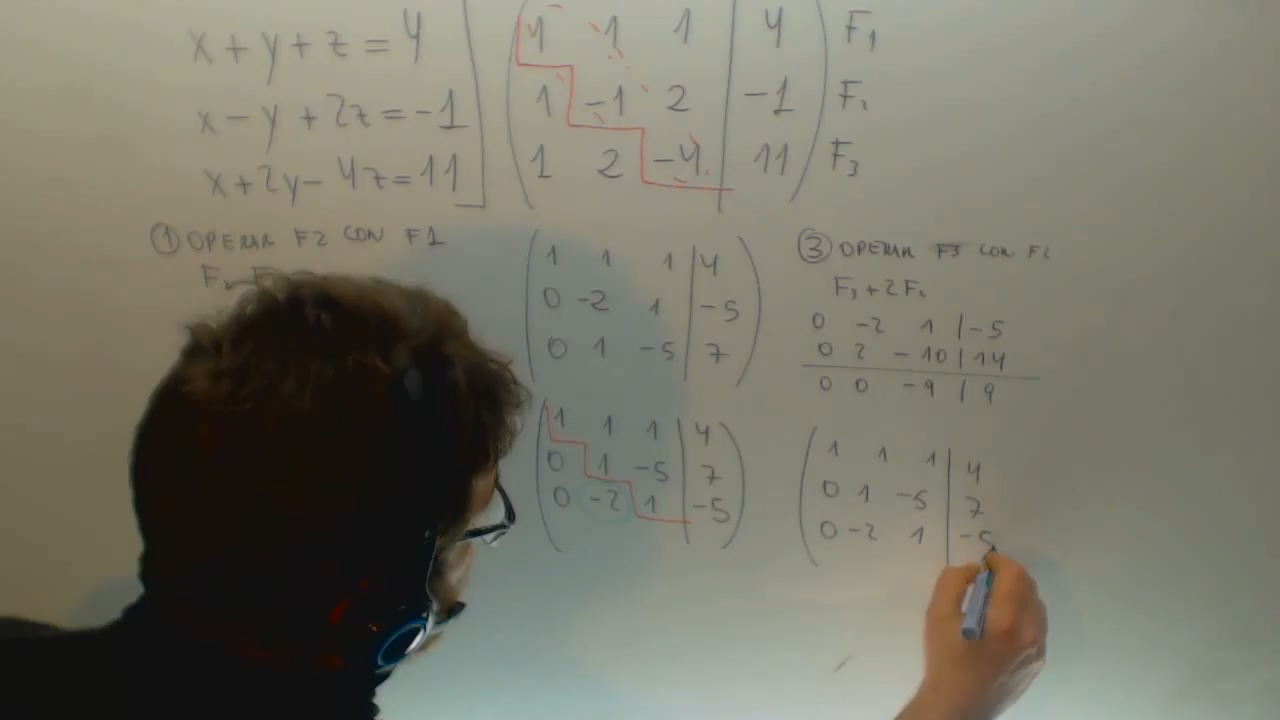 x + y + z = 4
x - y + 2z = -1
x + 2y - 4z = 11
1 1 1 | 4 F1
1 -1 2 | -1 F2
1 2 -4 | 11 F3
① OPERAR F2 CON F1
1 1 1 | 4
0 -2 1 | -5
0 1 -5 | 7
1 1 1 | 4
0 1 -5 | 7
0 -2 1 | -5
③ OPERAR F3 CON F2
F3 + 2F2
0 -2 1 | -5
0 2 -10 | 14
0 0 -9 | 9
1 1 1 | 4
0 1 -5 | 7
0 -2 1 | -5